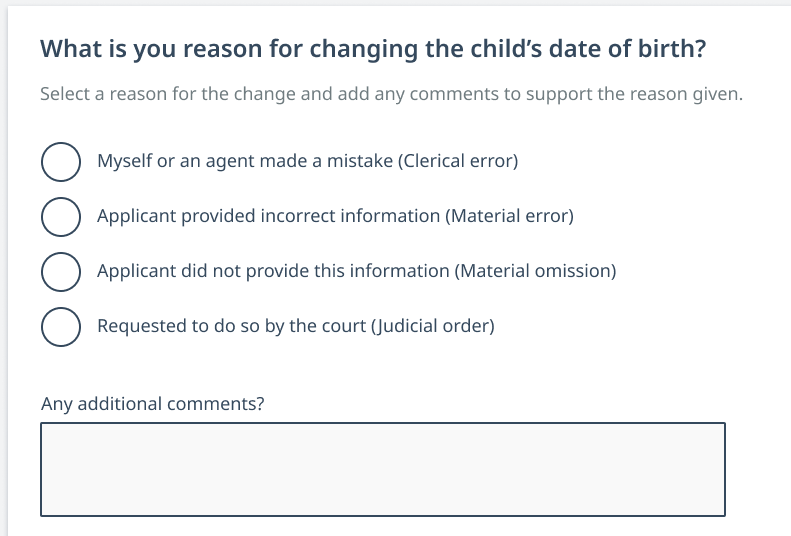 What is you reason for changing the child’s date of birth?
Select a reason for the change and add any comments to support the reason given.
Myself or an agent made a mistake (Clerical error)
Applicant provided incorrect information (Material error)
Applicant did not provide this information (Material omission)
Requested to do so by the court (Judicial order)
Any additional comments?